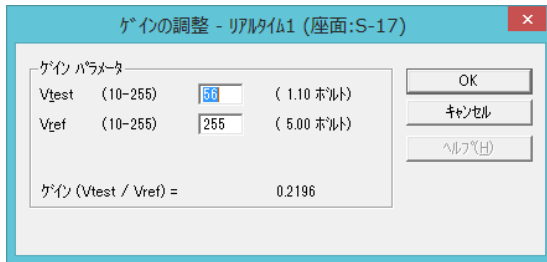 ｹﾞｲﾝの調整 - ﾘｱﾙﾀｲﾑ1 (座面:S-17)
ｹﾞｲﾝ ﾊﾟﾗﾒｰﾀ
Vtest (10-255) 56 ( 1.10 ﾎﾞﾙﾄ)
Vref (10-255) 255 ( 5.00 ﾎﾞﾙﾄ)
ｹﾞｲﾝ (Vtest / Vref) = 0.2196
OK
ｷｬﾝｾﾙ
ﾍﾙﾌﾟ(H)